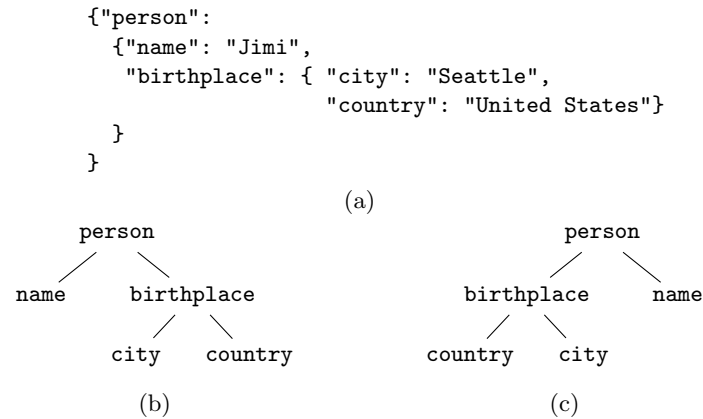 {"person":
{"name": "Jimi",
"birthplace": { "city": "Seattle",
"country": "United States"}
}
}
(a)
person
name birthplace
city country
(b)
person
birthplace name
country city
(c)